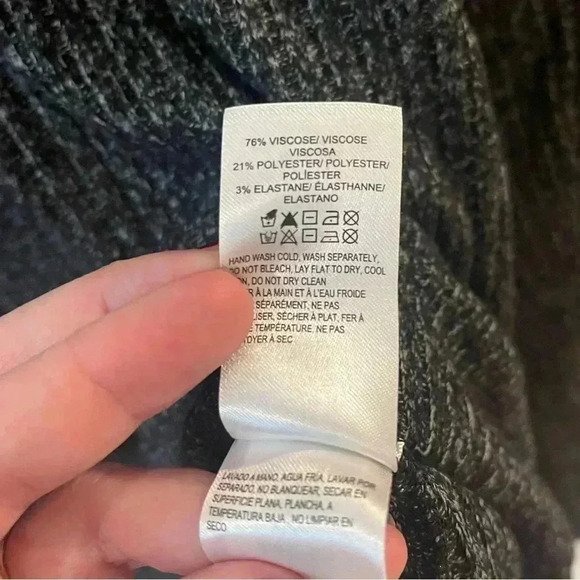 76% VISCOSE/ VISCOSE
VISCOSA
21% POLYESTER/ POLYESTER/
POLÍESTER
3% ELASTANE/ ÉLASTHANNE/
ELASTANO
HAND WASH COLD, WASH SEPARATELY,
DO NOT BLEACH, LAY FLAT TO DRY, COOL
DO NOT DRY CLEAN
À LA MAIN ET À L'EAU FROIDE
SÉPARÉMENT, NE PAS
SÉCHER À PLAT, FER À
TEMPÉRATURE, NE PAS
À SEC
LAVADO A MANO, AGUA FRÍA, LAVAR POR
SEPARADO, NO BLANQUEAR, SECAR EN
SUPERFICIE PLANA, PLANCHA, A
TEMPERATURA BAJA , NO LIMPIAR EN
SECO